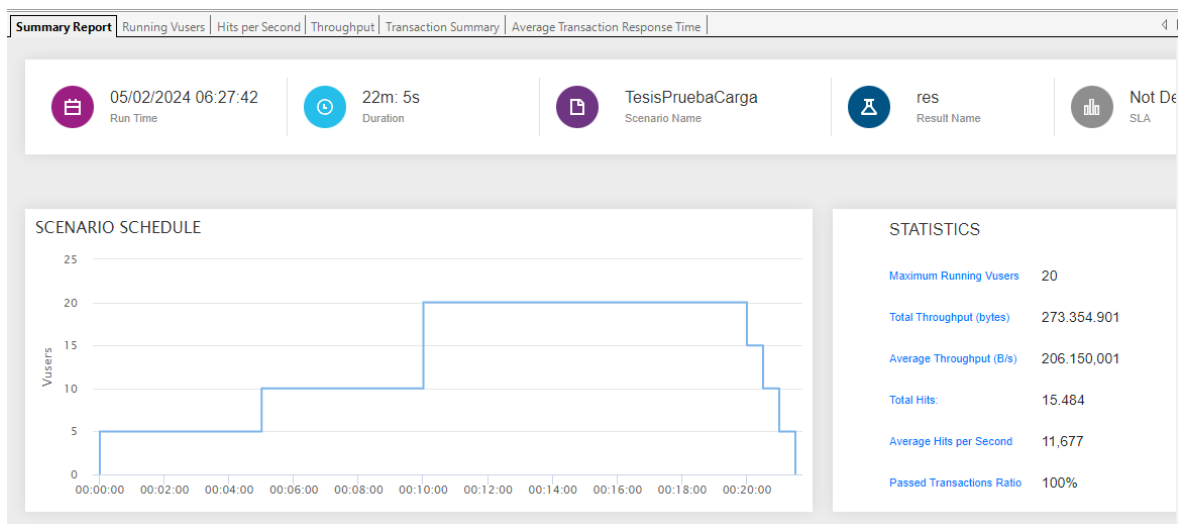 Summary Report Running Vusers Hits per Second Throughput Transaction Summary Average Transaction Response Time
05/02/2024 06:27:42
Run Time
22m: 5s
Duration
TesisPruebaCarga
Scenario Name
res
Result Name
Not De
SLA
SCENARIO SCHEDULE
25
20
15
10
5
0
Vusers
00:00:00 00:02:00 00:04:00 00:06:00 00:08:00 00:10:00 00:12:00 00:14:00 00:16:00 00:18:00 00:20:00
STATISTICS
Maximum Running Vusers 20
Total Throughput (bytes) 273.354.901
Average Throughput (B/s) 206.150,001
Total Hits: 15.484
Average Hits per Second 11,677
Passed Transactions Ratio 100%